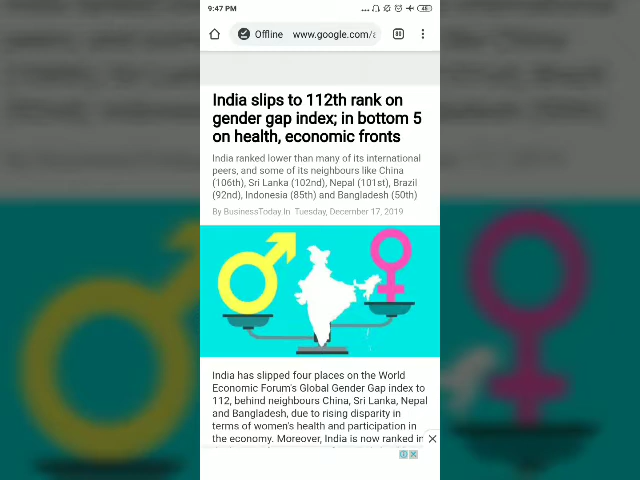 9:47 PM
48
Offline www.google.com/a
India slips to 112th rank on
gender gap index; in bottom 5
on health, economic fronts
India ranked lower than many of its international
peers, and some of its neighbours like China
(106th), Sri Lanka (102nd), Nepal (101st), Brazil
(92nd), Indonesia (85th) and Bangladesh (50th)
By BusinessToday.In Tuesday, December 17, 2019
India has slipped four places on the World
Economic Forum's Global Gender Gap index to
112, behind neighbours China, Sri Lanka, Nepal
and Bangladesh, due to rising disparity in
terms of women's health and participation in
the economy. Moreover, India is now ranked in